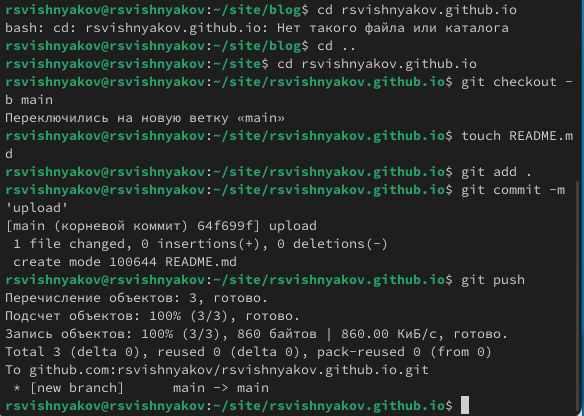 rsvishnyakov@rsvishnyakov:~/site/blog$ cd rsvishnyakov.github.io
bash: cd: rsvishnyakov.github.io: Нет такого файла или каталога
rsvishnyakov@rsvishnyakov:~/site/blog$ cd ..
rsvishnyakov@rsvishnyakov:~/site$ cd rsvishnyakov.github.io
rsvishnyakov@rsvishnyakov:~/site/rsvishnyakov.github.io$ git checkout -
b main
Переключились на новую ветку «main»
rsvishnyakov@rsvishnyakov:~/site/rsvishnyakov.github.io$ touch README.m
d
rsvishnyakov@rsvishnyakov:~/site/rsvishnyakov.github.io$ git add .
rsvishnyakov@rsvishnyakov:~/site/rsvishnyakov.github.io$ git commit -m
'upload'
[main (корневой коммит) 64f699f] upload
 1 file changed, 0 insertions(+), 0 deletions(-)
 create mode 100644 README.md
rsvishnyakov@rsvishnyakov:~/site/rsvishnyakov.github.io$ git push
Перечисление объектов: 3, готово.
Подсчет объектов: 100% (3/3), готово.
Запись объектов: 100% (3/3), 860 байтов | 860.00 КиБ/с, готово.
Total 3 (delta 0), reused 0 (delta 0), pack-reused 0 (from 0)
To github.com:rsvishnyakov/rsvishnyakov.github.io.git
 * [new branch]      main -> main
rsvishnyakov@rsvishnyakov:~/site/rsvishnyakov.github.io$